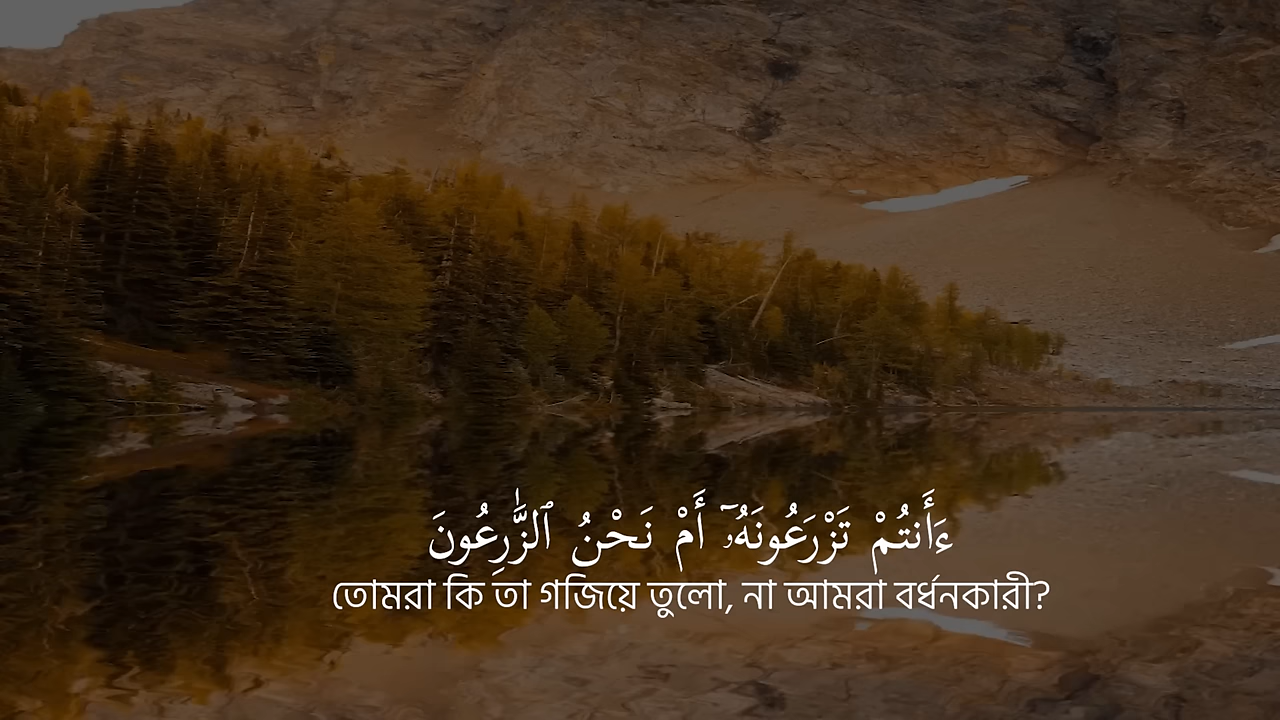 ءَأَنتُمْ تَزْرَعُونَهُۥٓ أَمْ نَحْنُ ٱلزَّٰرِعُونَ
তোমরা কি তা গজিয়ে তুলো, না আমরা বর্ধনকারী?